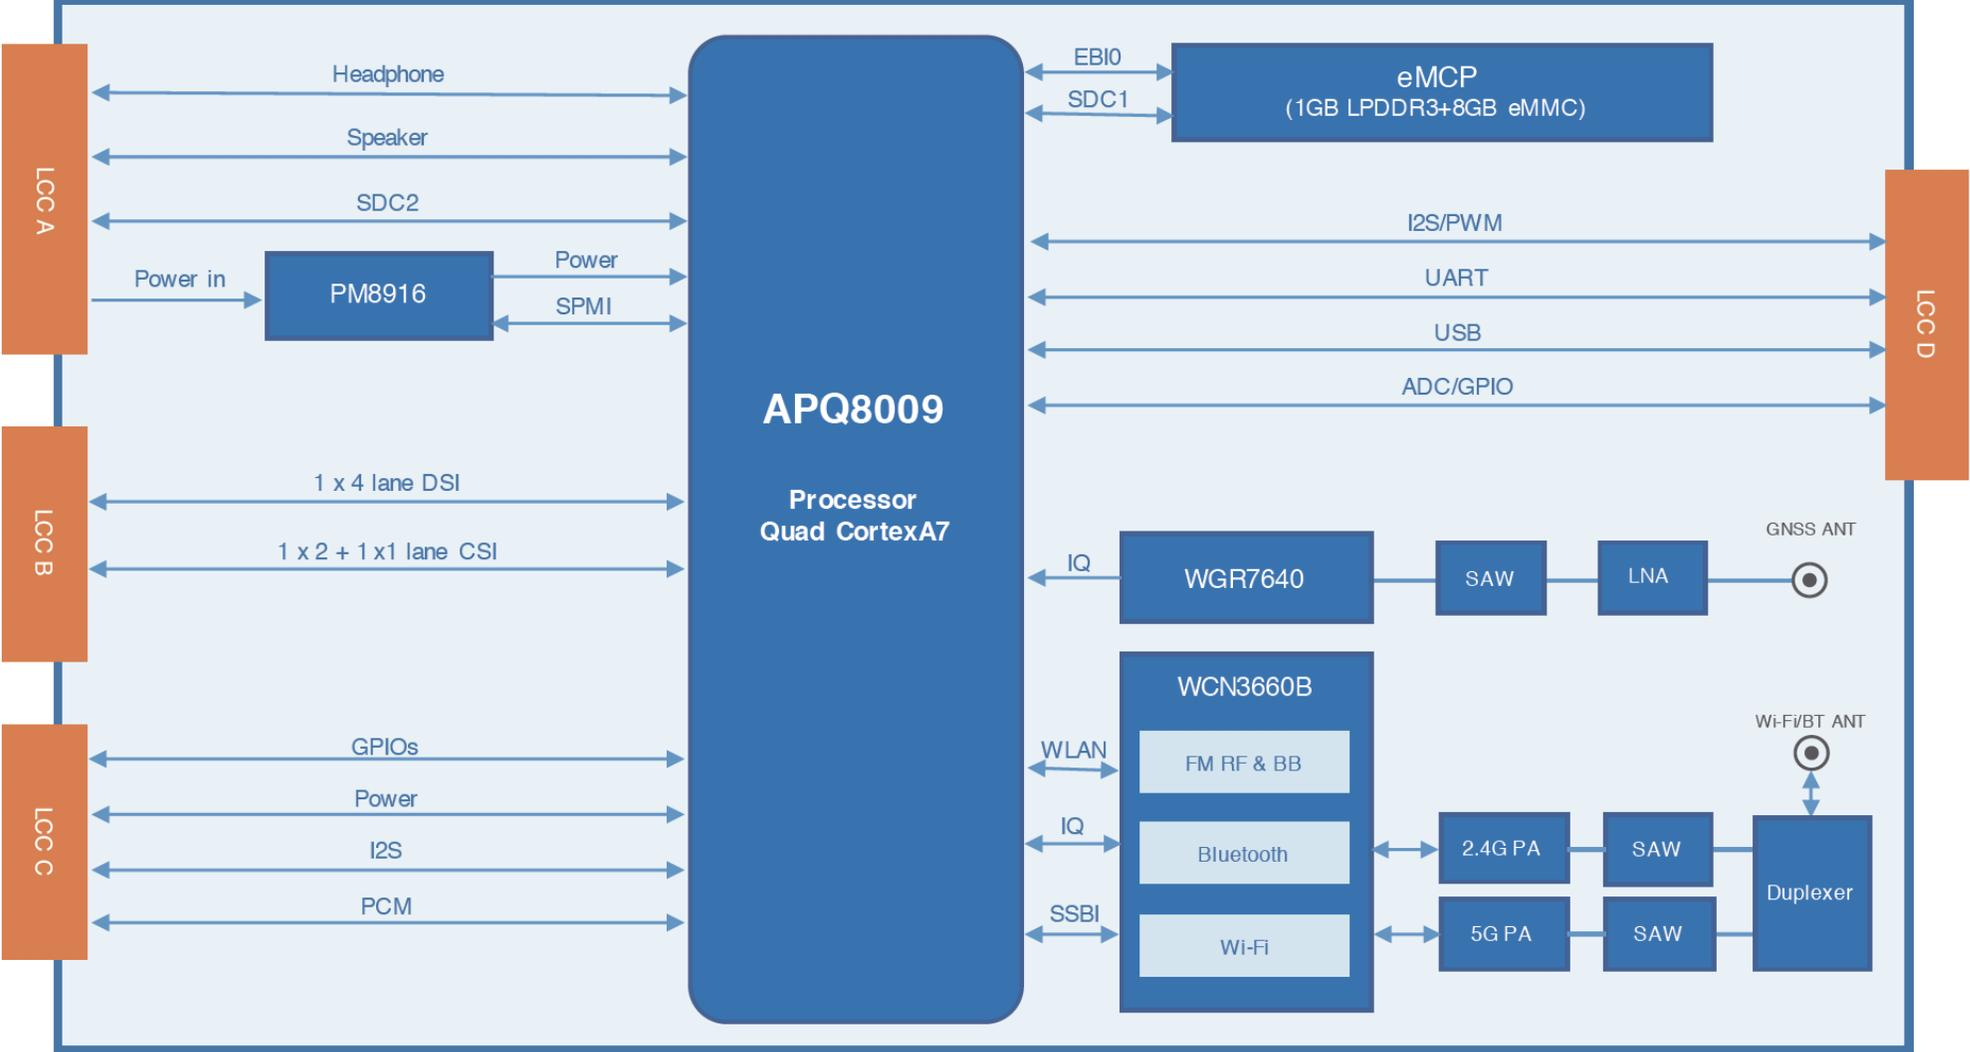 LCC A
Headphone
Speaker
SDC2
Power in
PM8916
Power
SPMI
LCC B
1 x 4 lane DSI
1 x 2 + 1 x1 lane CSI
LCC C
GPIOs
Power
I2S
PCM
APQ8009
Processor
Quad CortexA7
EBI0
SDC1
eMCP
(1GB LPDDR3+8GB eMMC)
I2S/PWM
UART
USB
ADC/GPIO
LCC D
IQ
WGR7640
SAW
LNA
GNSS ANT
WCN3660B
WLAN
FM RF & BB
IQ
Bluetooth
SSBI
Wi-Fi
2.4G PA
SAW
5G PA
SAW
Duplexer
Wi-Fi/BT ANT